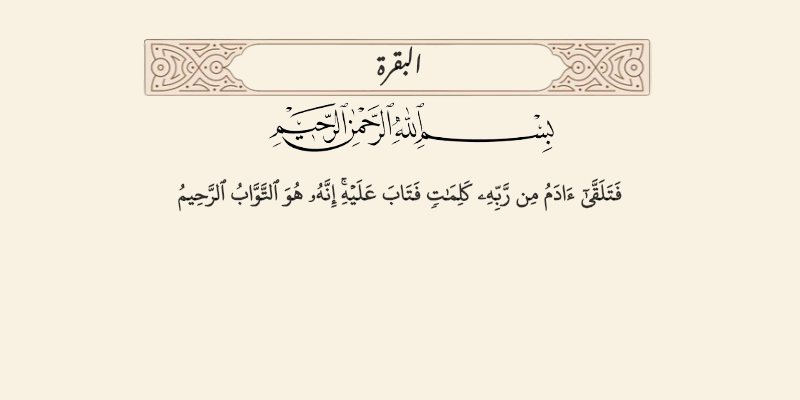 البقرة
بِسْمِ ٱللَّهِ ٱلرَّحْمَٰنِ ٱلرَّحِيمِ
فَتَلَقَّىٰٓ ءَادَمُ مِن رَّبِّهِۦ كَلِمَٰتٍۢ فَتَابَ عَلَيْهِ ۚ إِنَّهُۥ هُوَ ٱلتَّوَّابُ ٱلرَّحِيمُ